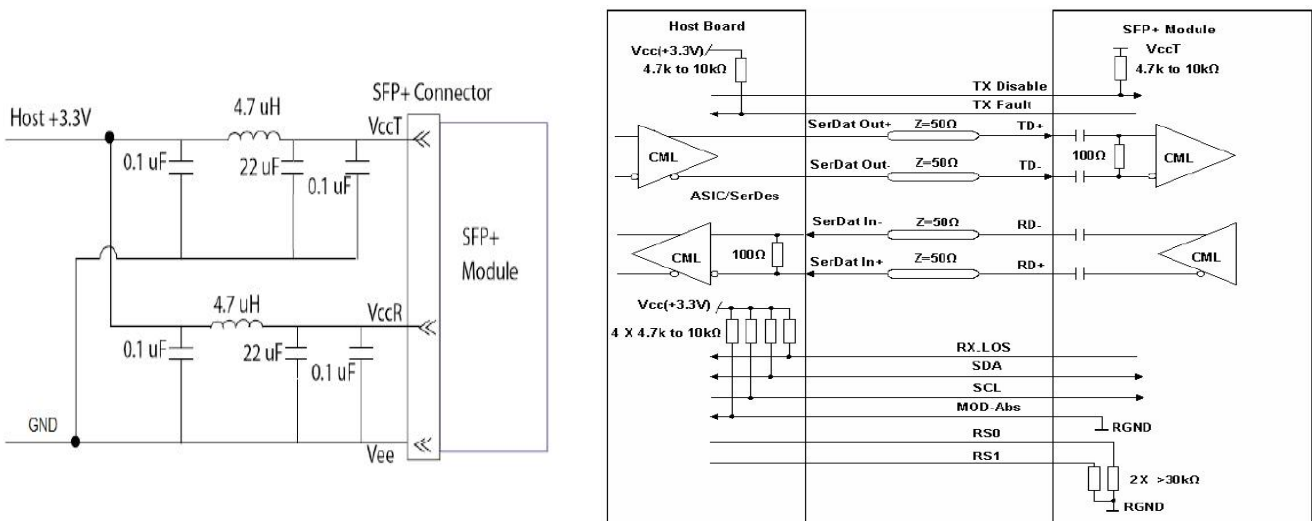 Host +3.3V
4.7 uH
SFP+ Connector
VccT
0.1 uF
22 uF
0.1 uF
SFP+
Module
4.7 uH
VccR
0.1 uF
22 uF
0.1 uF
GND
Vee
Host Board
SFP+ Module
Vcc(+3.3V)
4.7k to 10kΩ
VccT
4.7k to 10kΩ
TX Disable
TX Fault
SerDat Out+
Z=50Ω
TD+
CML
100Ω
CML
SerDat Out-
Z=50Ω
TD-
ASIC/SerDes
SerDat In-
Z=50Ω
RD-
CML
100Ω
CML
SerDat In+
Z=50Ω
RD+
Vcc(+3.3V)
4 X 4.7k to 10kΩ
RX_LOS
SDA
SCL
MOD-Abs
RGND
RS0
RS1
2 X >30kΩ
RGND